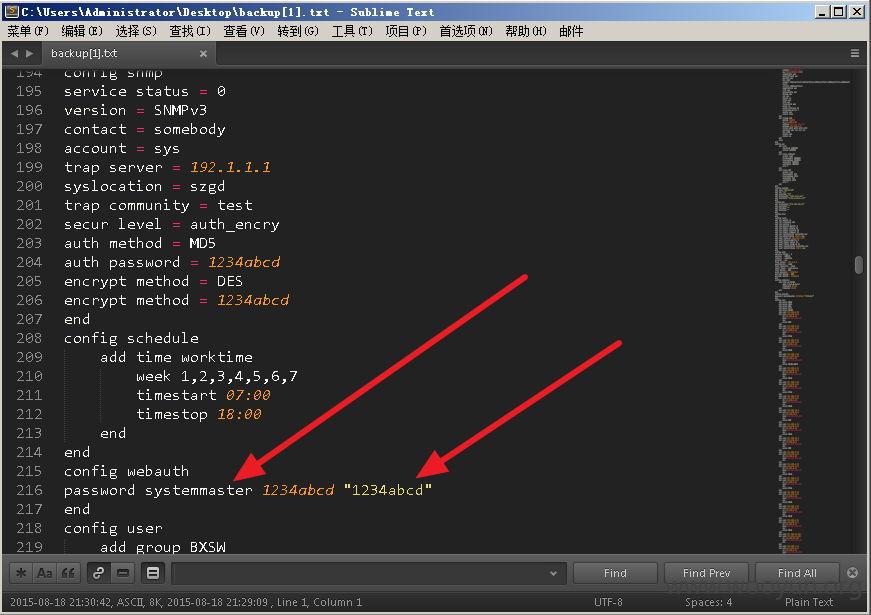 C:\Users\Administrator\Desktop\backup[1].txt - Sublime Text
菜单(F) 编辑(E) 选择(S) 查找(I) 查看(V) 转到(G) 工具(T) 项目(P) 首选项(N) 帮助(H) 邮件
backup[1].txt
194 config snmp
195 service status = 0
196 version = SNMPv3
197 contact = somebody
198 account = sys
199 trap server = 192.1.1.1
200 syslocation = szgd
201 trap community = test
202 secur level = auth_encry
203 auth method = MD5
204 auth password = 1234abcd
205 encrypt method = DES
206 encrypt method = 1234abcd
207 end
208 config schedule
209 add time worktime
210 week 1,2,3,4,5,6,7
211 timestart 07:00
212 timestop 18:00
213 end
214 end
215 config webauth
216 password systemmaster 1234abcd "1234abcd"
217 end
218 config user
219 add group BXSW
Aa Find Find Prev Find All
2015-08-18 21:30:42, ASCII, 8K, 2015-08-18 21:29:09 , Line 1, Column 1 UTF-8 Spaces: 4 Plain Text